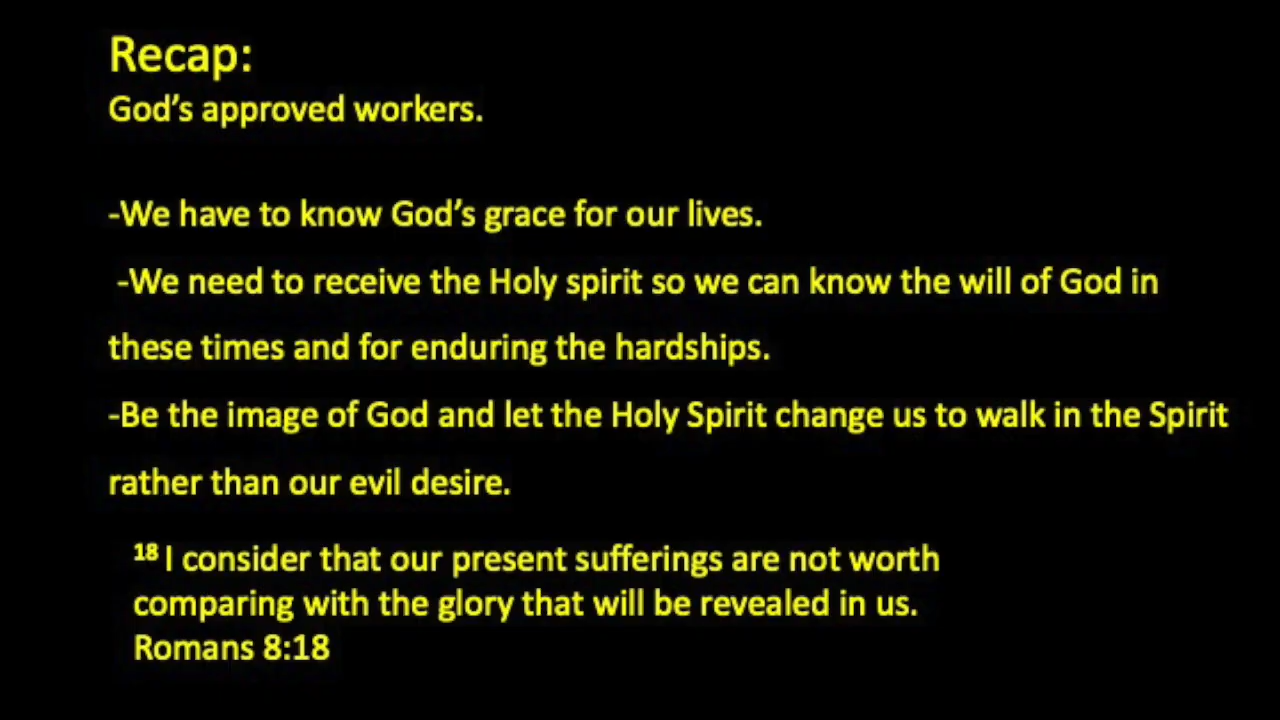 Recap:
God's approved workers.
-We have to know God's grace for our lives.
-We need to receive the Holy spirit so we can know the will of God in
these times and for enduring the hardships.
-Be the image of God and let the Holy Spirit change us to walk in the Spirit
rather than our evil desire.
18 I consider that our present sufferings are not worth
comparing with the glory that will be revealed in us.
Romans 8:18